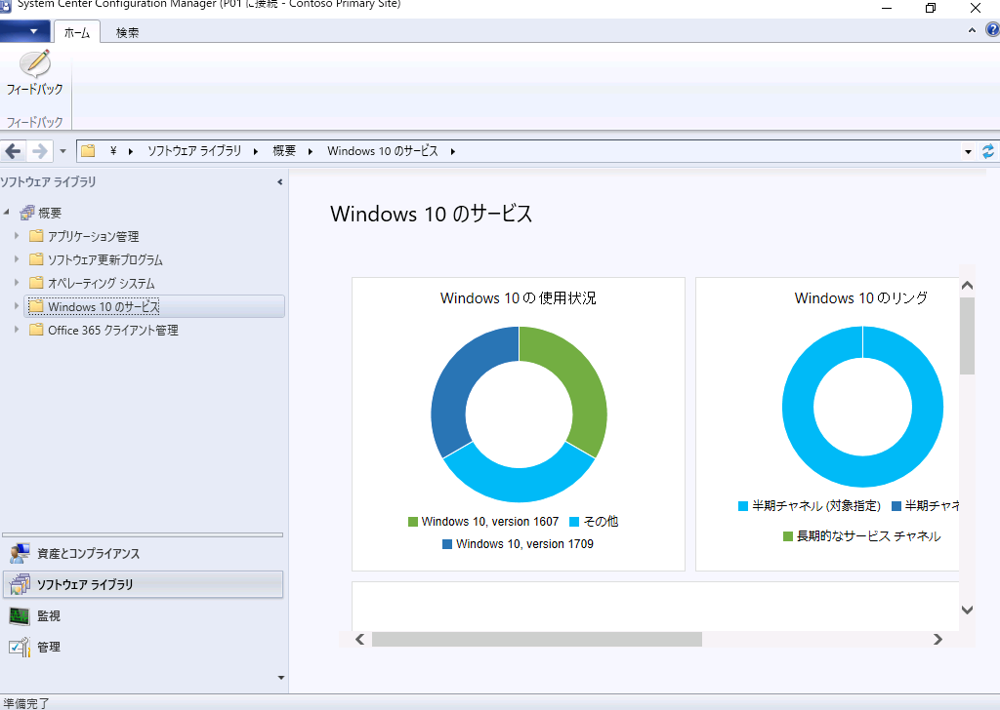 System Center Configuration Manager (P01 に接続 - Contoso Primary Site)
ホーム
検索
フィードバック
フィードバック
¥ ソフトウェア ライブラリ 概要 Windows 10 のサービス
ソフトウェア ライブラリ
概要
アプリケーション管理
ソフトウェア更新プログラム
オペレーティング システム
Windows 10 のサービス
Office 365 クライアント管理
資産とコンプライアンス
ソフトウェア ライブラリ
監視
管理
Windows 10 のサービス
Windows 10 の使用状況
Windows 10, version 1607
その他
Windows 10, version 1709
Windows 10 のリング
半期チャネル (対象指定)
半期チャネ
長期的なサービス チャネル
準備完了